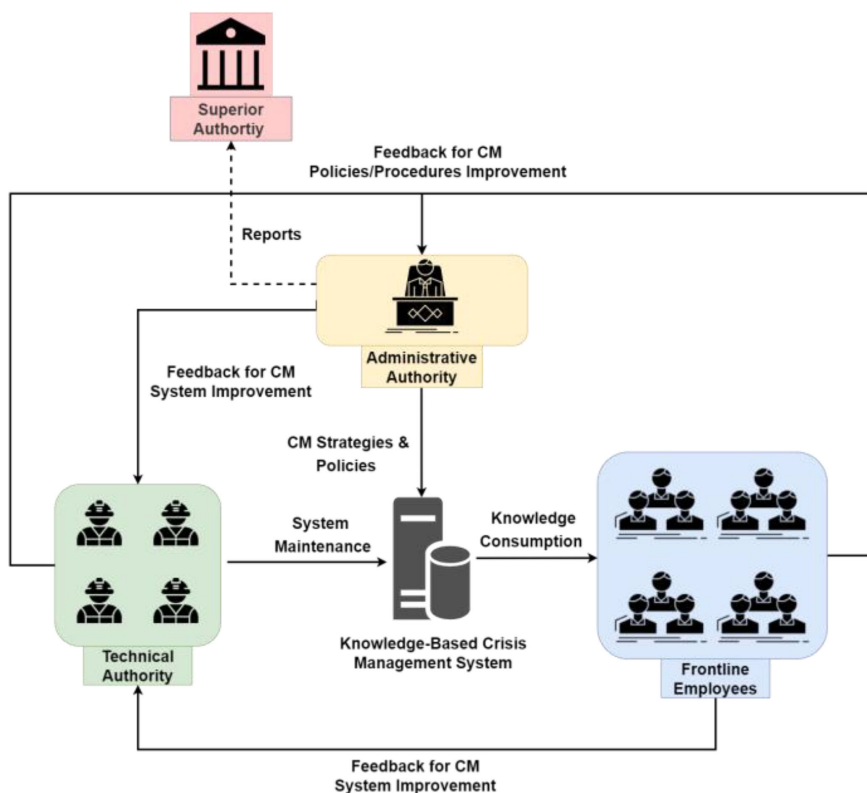 Superior
Authortiy
Feedback for CM
Policies/Procedures Improvement
Reports
Administrative
Authority
Feedback for CM
System Improvement
CM Strategies &
Policies
System
Maintenance
Knowledge
Consumption
Knowledge-Based Crisis
Management System
Technical
Authority
Frontline
Employees
Feedback for CM
System Improvement